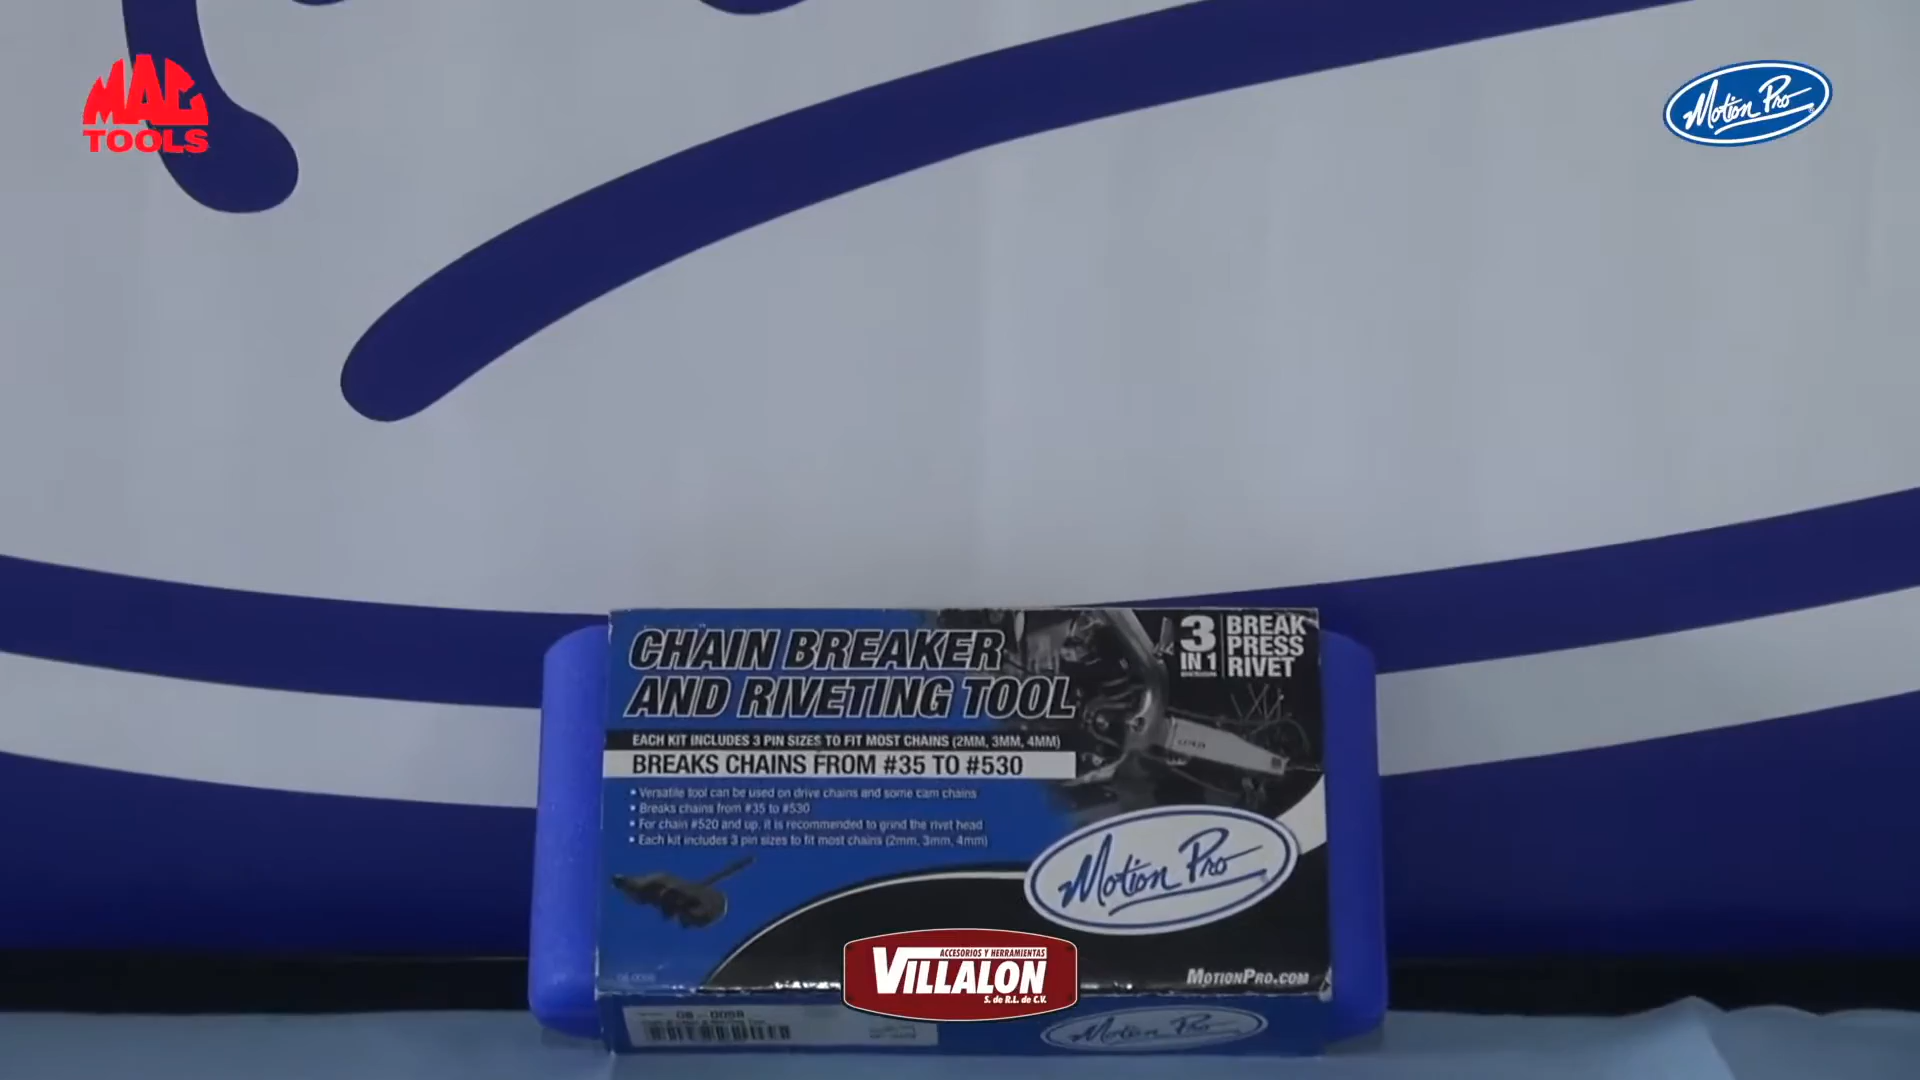 MAC
TOOLS
Motion Pro
CHAIN BREAKER
AND RIVETING TOOL
3
IN 1
BREAK
PRESS
RIVET
EACH KIT INCLUDES 3 PIN SIZES TO FIT MOST CHAINS (2MM, 3MM, 4MM)
BREAKS CHAINS FROM #35 TO #530
• Versatile tool can be used on drive chains and some cam chains
• Breaks chains from #35 to #530
• For chain #520 and up, it is recommended to grind the rivet head
• Each kit includes 3 pin sizes to fit most chains (2mm, 3mm, 4mm)
Motion Pro
ACCESORIOS Y HERRAMIENTAS
VILLALON
S. de R.L. de C.V.
MOTIONPRO.COM
08-0058
Motion Pro